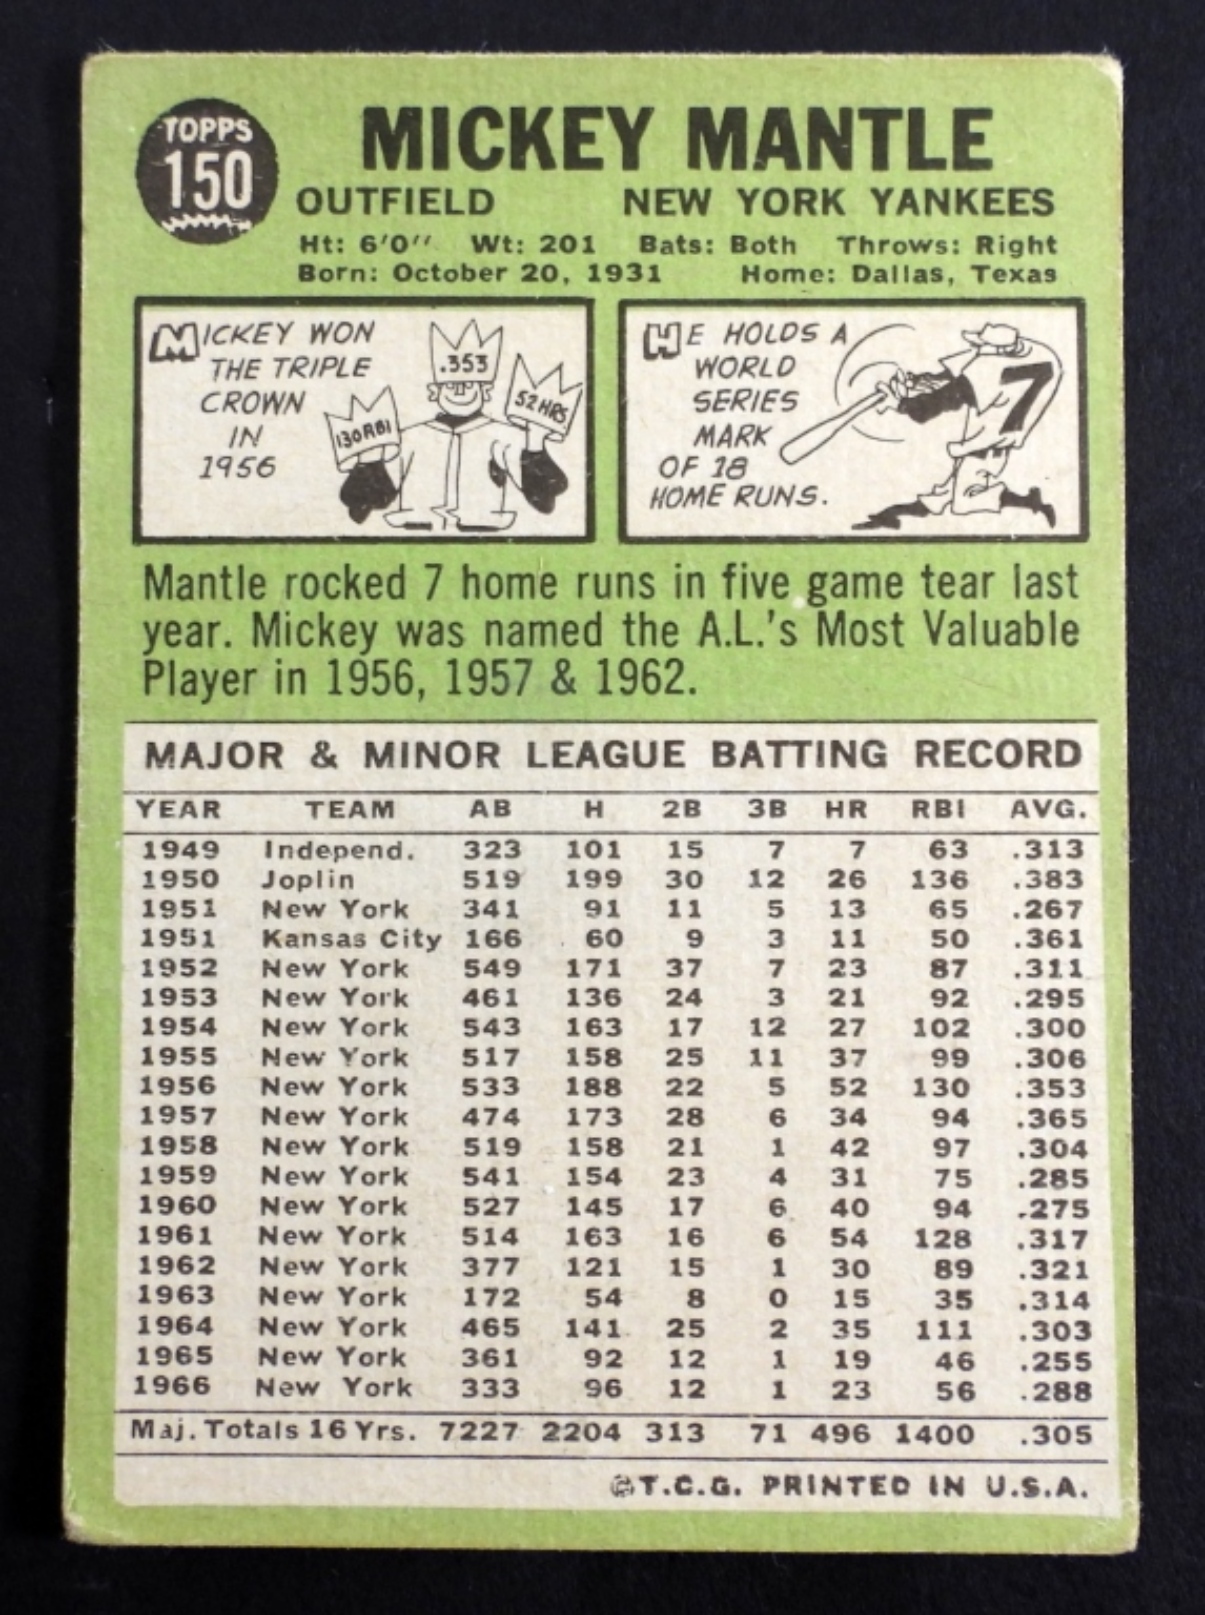 TOPPS
150
MICKEY MANTLE
OUTFIELD NEW YORK YANKEES
Ht: 6'0" Wt: 201 Bats: Both Throws: Right
Born: October 20, 1931 Home: Dallas, Texas
MICKEY WON
THE TRIPLE
CROWN
IN
1956
.353
130 RBI
52 HRS
HE HOLDS A
WORLD
SERIES
MARK
OF 18
HOME RUNS.
7
Mantle rocked 7 home runs in five game tear last
year. Mickey was named the A.L.'s Most Valuable
Player in 1956, 1957 & 1962.
MAJOR & MINOR LEAGUE BATTING RECORD
YEAR TEAM AB H 2B 3B HR RBI AVG.
1949 Independ. 323 101 15 7 7 63 .313
1950 Joplin 519 199 30 12 26 136 .383
1951 New York 341 91 11 5 13 65 .267
1951 Kansas City 166 60 9 3 11 50 .361
1952 New York 549 171 37 7 23 87 .311
1953 New York 461 136 24 3 21 92 .295
1954 New York 543 163 17 12 27 102 .300
1955 New York 517 158 25 11 37 99 .306
1956 New York 533 188 22 5 52 130 .353
1957 New York 474 173 28 6 34 94 .365
1958 New York 519 158 21 1 42 97 .304
1959 New York 541 154 23 4 31 75 .285
1960 New York 527 145 17 6 40 94 .275
1961 New York 514 163 16 6 54 128 .317
1962 New York 377 121 15 1 30 89 .321
1963 New York 172 54 8 0 15 35 .314
1964 New York 465 141 25 2 35 111 .303
1965 New York 361 92 12 1 19 46 .255
1966 New York 333 96 12 1 23 56 .288
Maj. Totals 16 Yrs. 7227 2204 313 71 496 1400 .305
©T.C.G. PRINTED IN U.S.A.